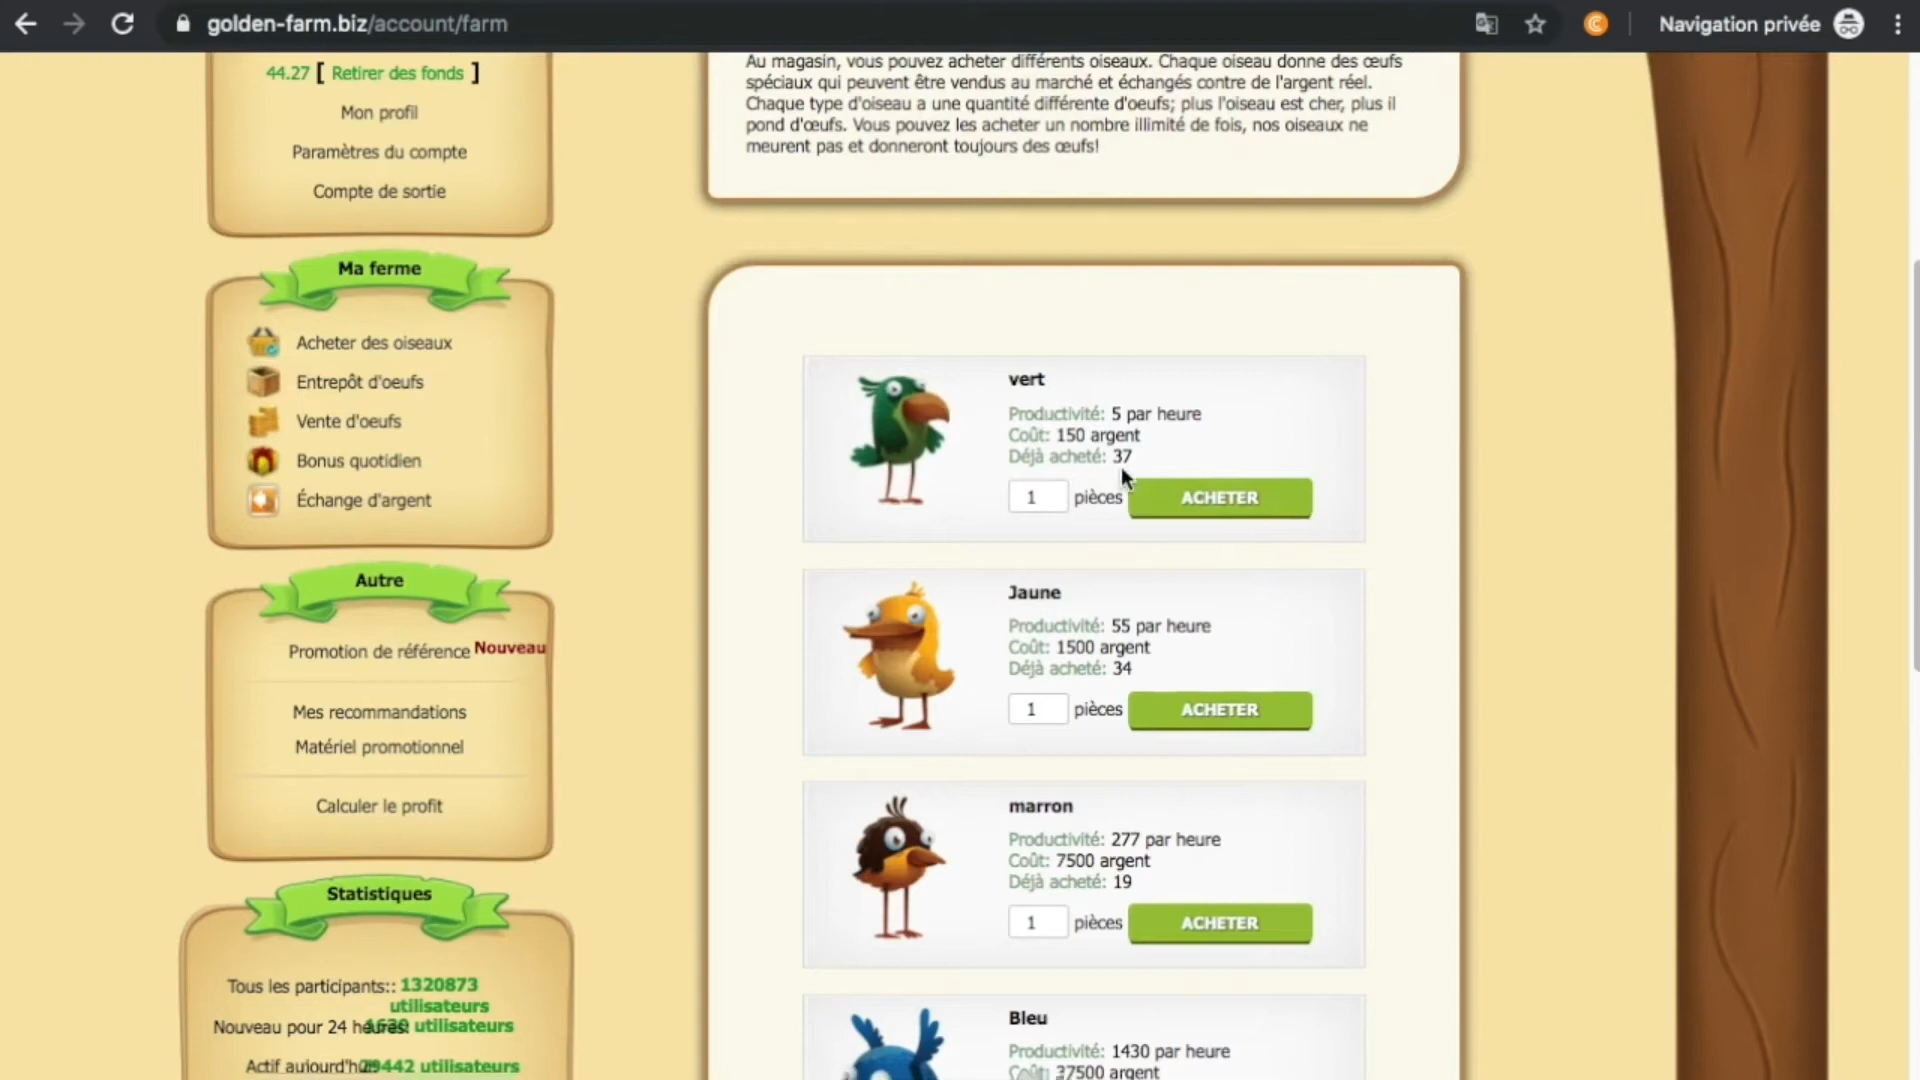 golden-farm.biz/account/farm
Navigation privée
44.27 [ Retirer des fonds ]
Mon profil
Paramètres du compte
Compte de sortie
Ma ferme
Acheter des oiseaux
Entrepôt d'oeufs
Vente d'oeufs
Bonus quotidien
Échange d'argent
Autre
Promotion de référence Nouveau
Mes recommandations
Matériel promotionnel
Calculer le profit
Statistiques
Tous les participants:: 1320873
utilisateurs
Nouveau pour 24 heures: utilisateurs
Actif aujourd'hui: utilisateurs
Au magasin, vous pouvez acheter différents oiseaux. Chaque oiseau donne des œufs
spéciaux qui peuvent être vendus au marché et échangés contre de l'argent réel.
Chaque type d'oiseau a une quantité différente d'oeufs; plus l'oiseau est cher, plus il
pond d'œufs. Vous pouvez les acheter un nombre illimité de fois, nos oiseaux ne
meurent pas et donneront toujours des œufs!
vert
Productivité: 5 par heure
Coût: 150 argent
Déjà acheté: 37
1 pièces ACHETER
Jaune
Productivité: 55 par heure
Coût: 1500 argent
Déjà acheté: 34
1 pièces ACHETER
marron
Productivité: 277 par heure
Coût: 7500 argent
Déjà acheté: 19
1 pièces ACHETER
Bleu
Productivité: 1430 par heure
Coût: 37500 argent